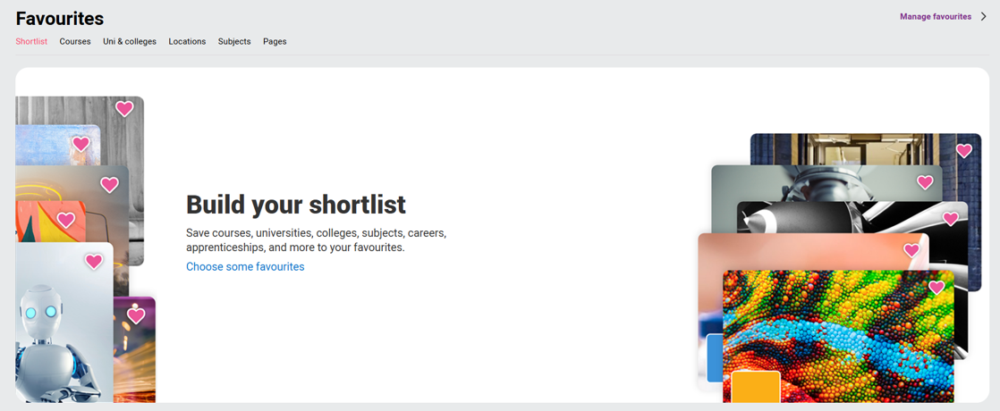 Favourites
Manage favourites
Shortlist Courses Uni & colleges Locations Subjects Pages
Build your shortlist
Save courses, universities, colleges, subjects, careers,
apprenticeships, and more to your favourites.
Choose some favourites